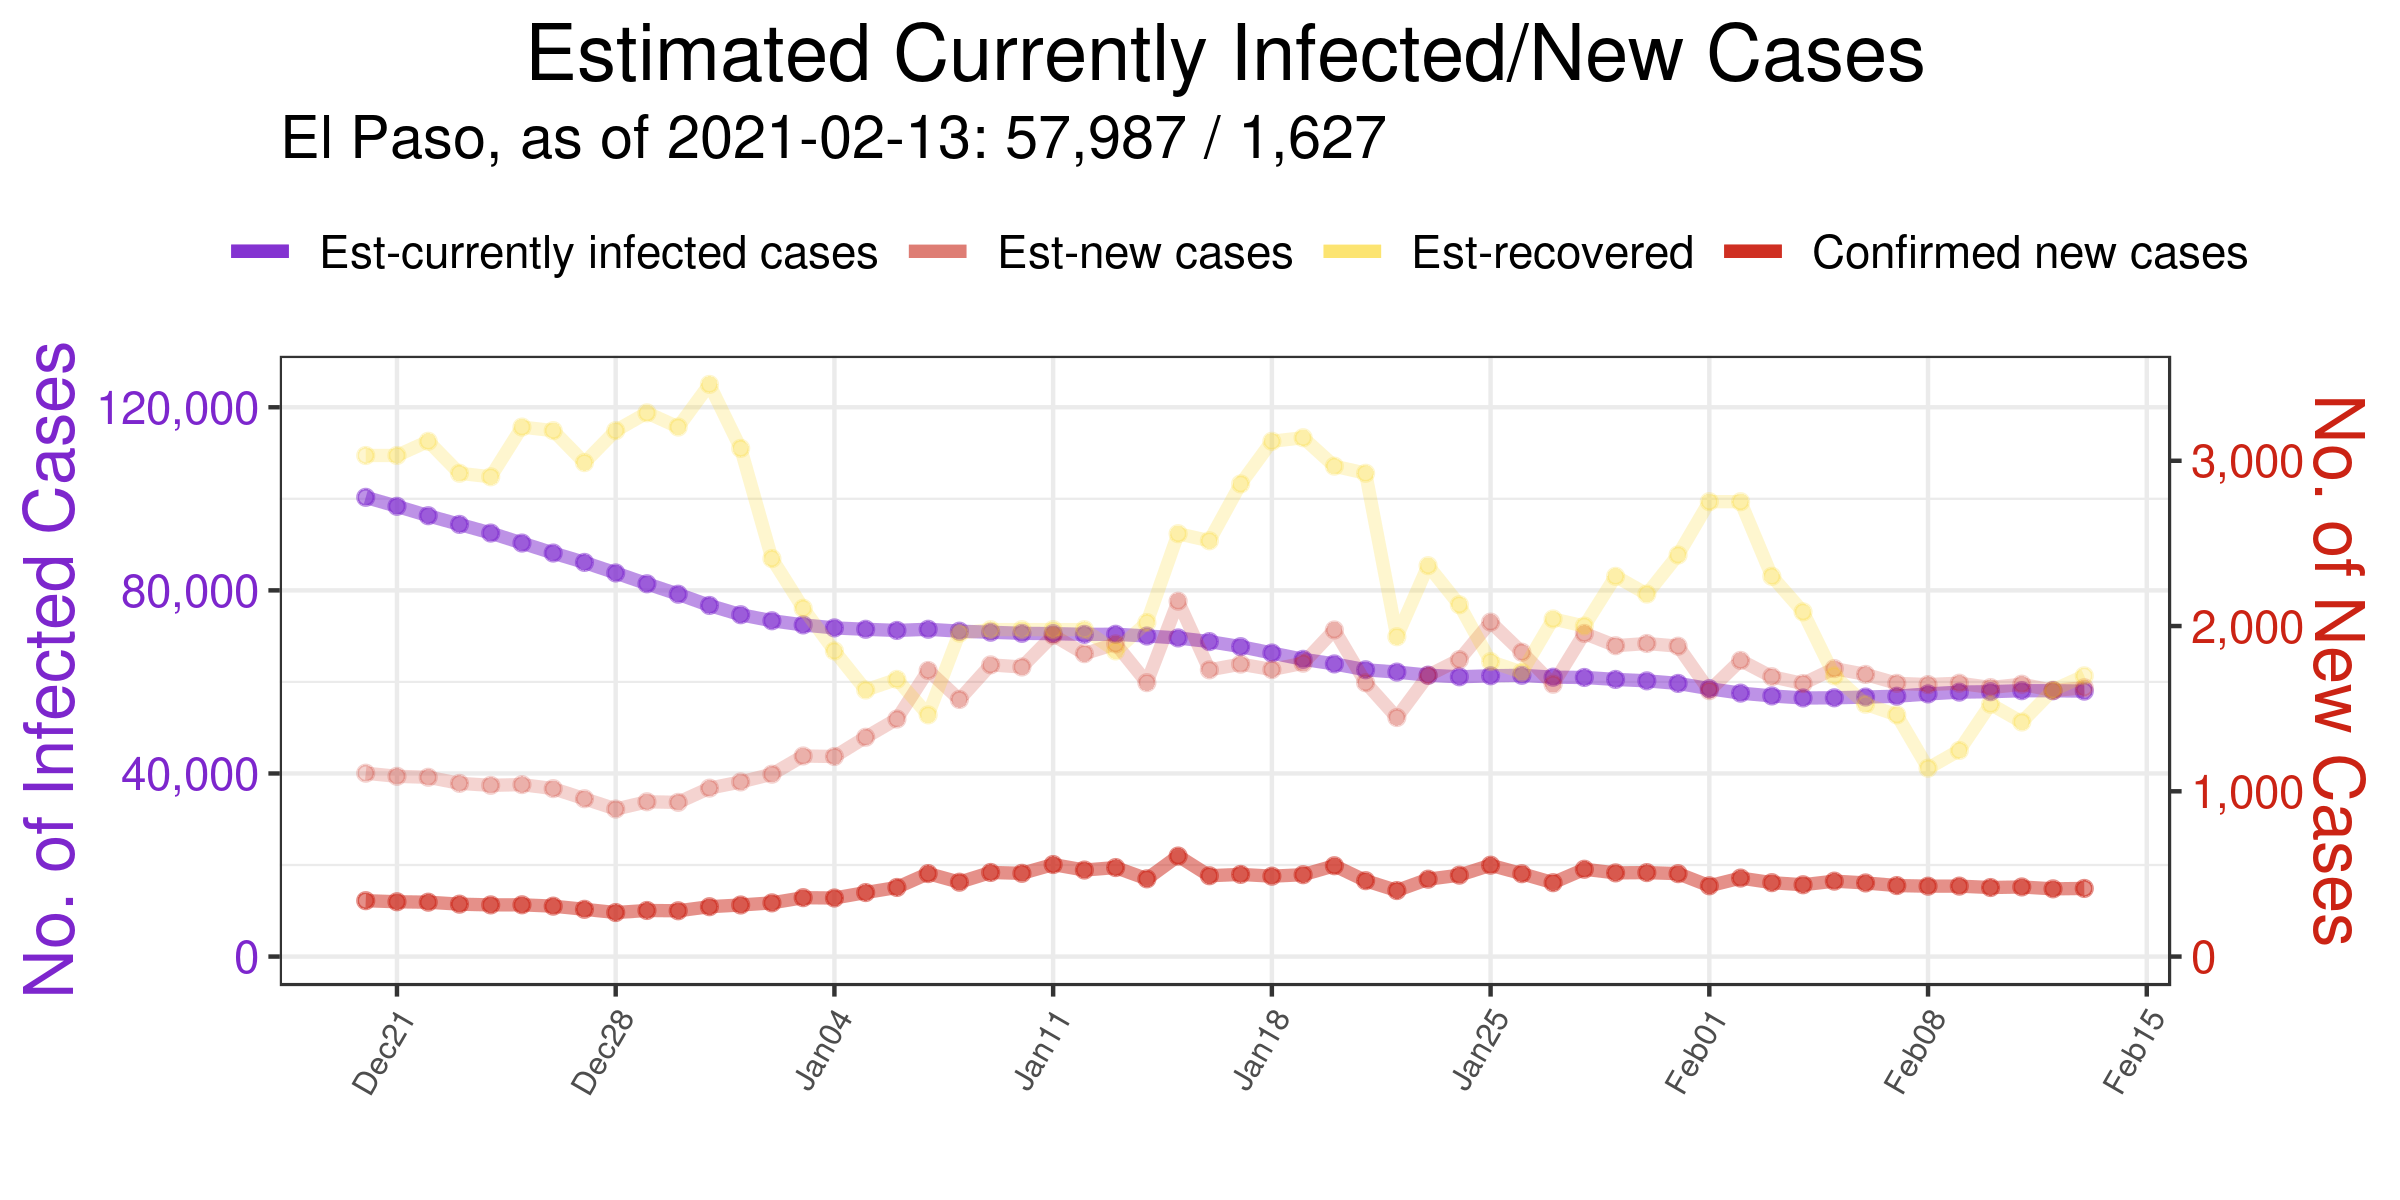 Estimated Currently Infected/New Cases
El Paso, as of 2021-02-13: 57,987 / 1,627
Est-currently infected cases Est-new cases Est-recovered Confirmed new cases
No. of Infected Cases
120,000
80,000
40,000
0
3,000
2,000
1,000
0
No. of New Cases
Dec21 Dec28 Jan04 Jan11 Jan18 Jan25 Feb01 Feb08 Feb15